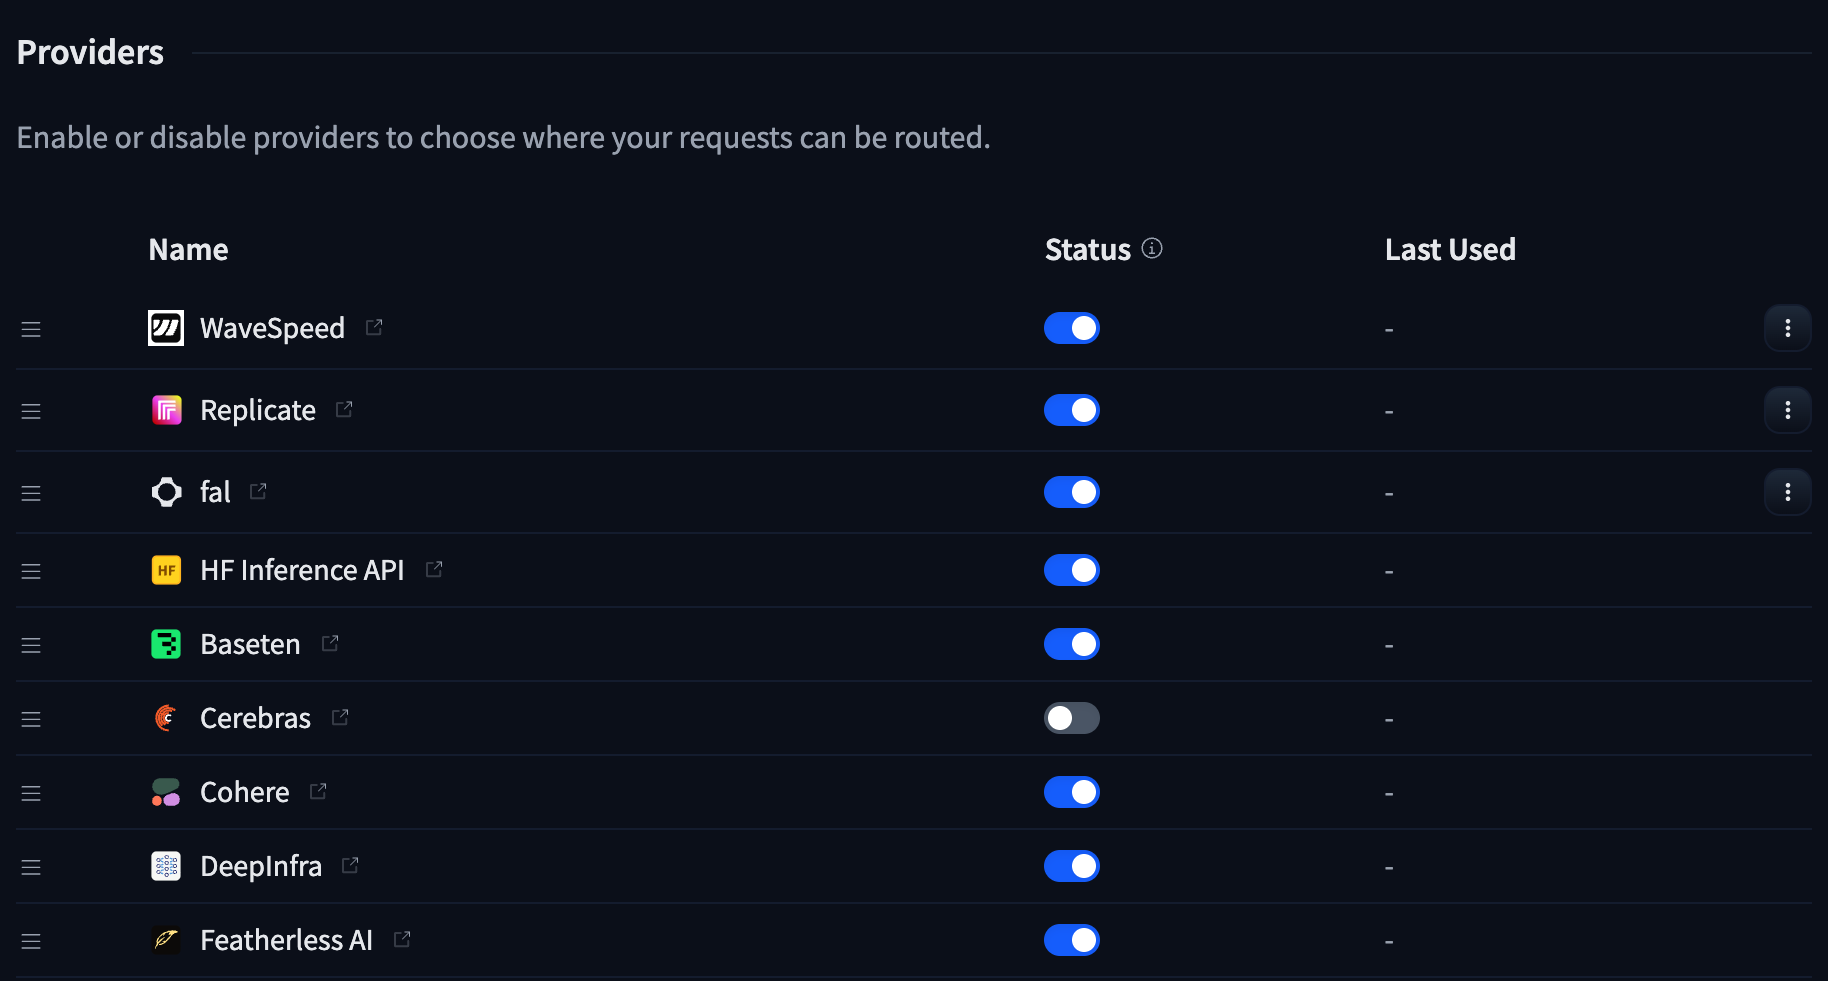 Providers
Enable or disable providers to choose where your requests can be routed.
Name Status Last Used
WaveSpeed -
Replicate -
fal -
HF HF Inference API -
Baseten -
C Cerebras -
Cohere -
DeepInfra -
Featherless AI -